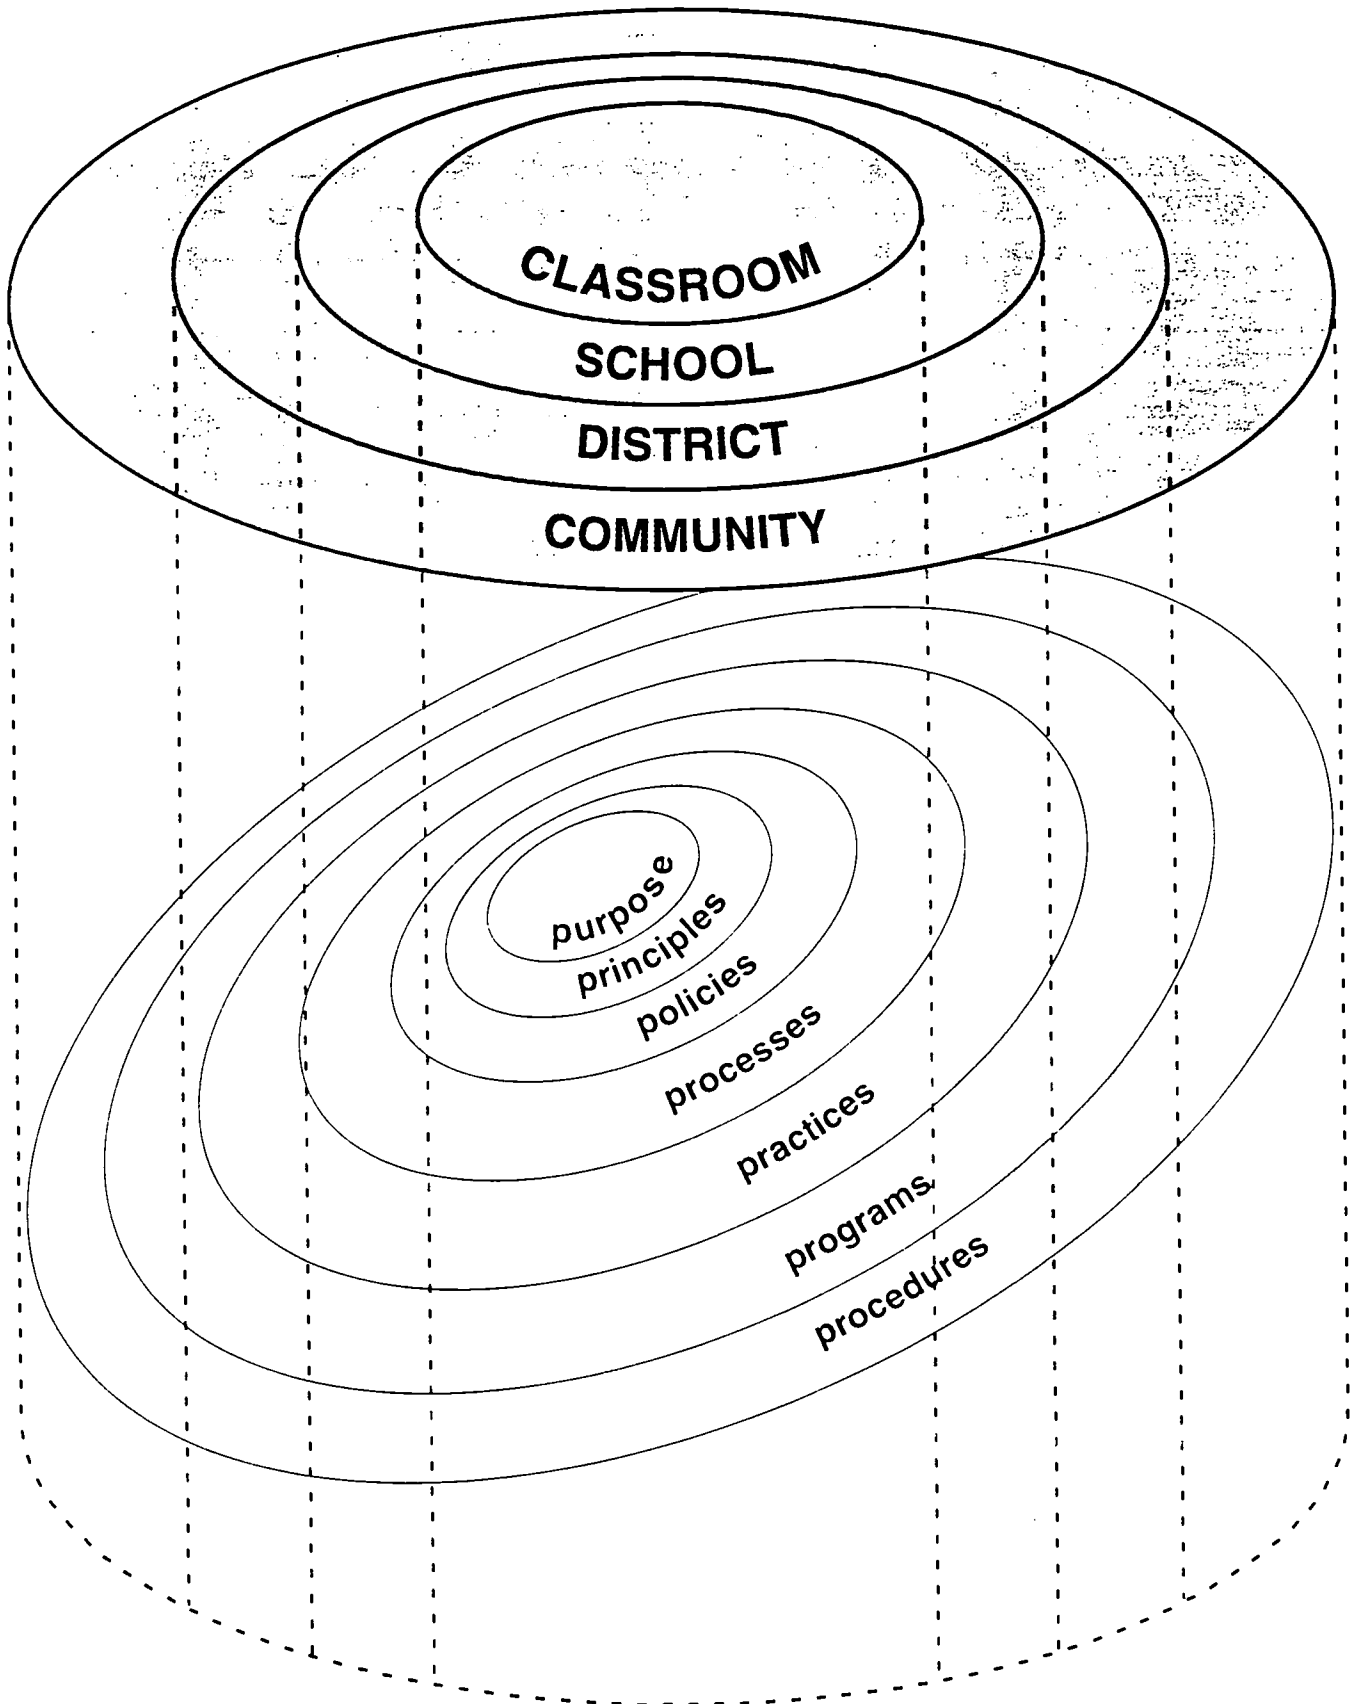 CLASSROOM
SCHOOL
DISTRICT
COMMUNITY
purpose
principles
policies
processes
practices
programs
procedures